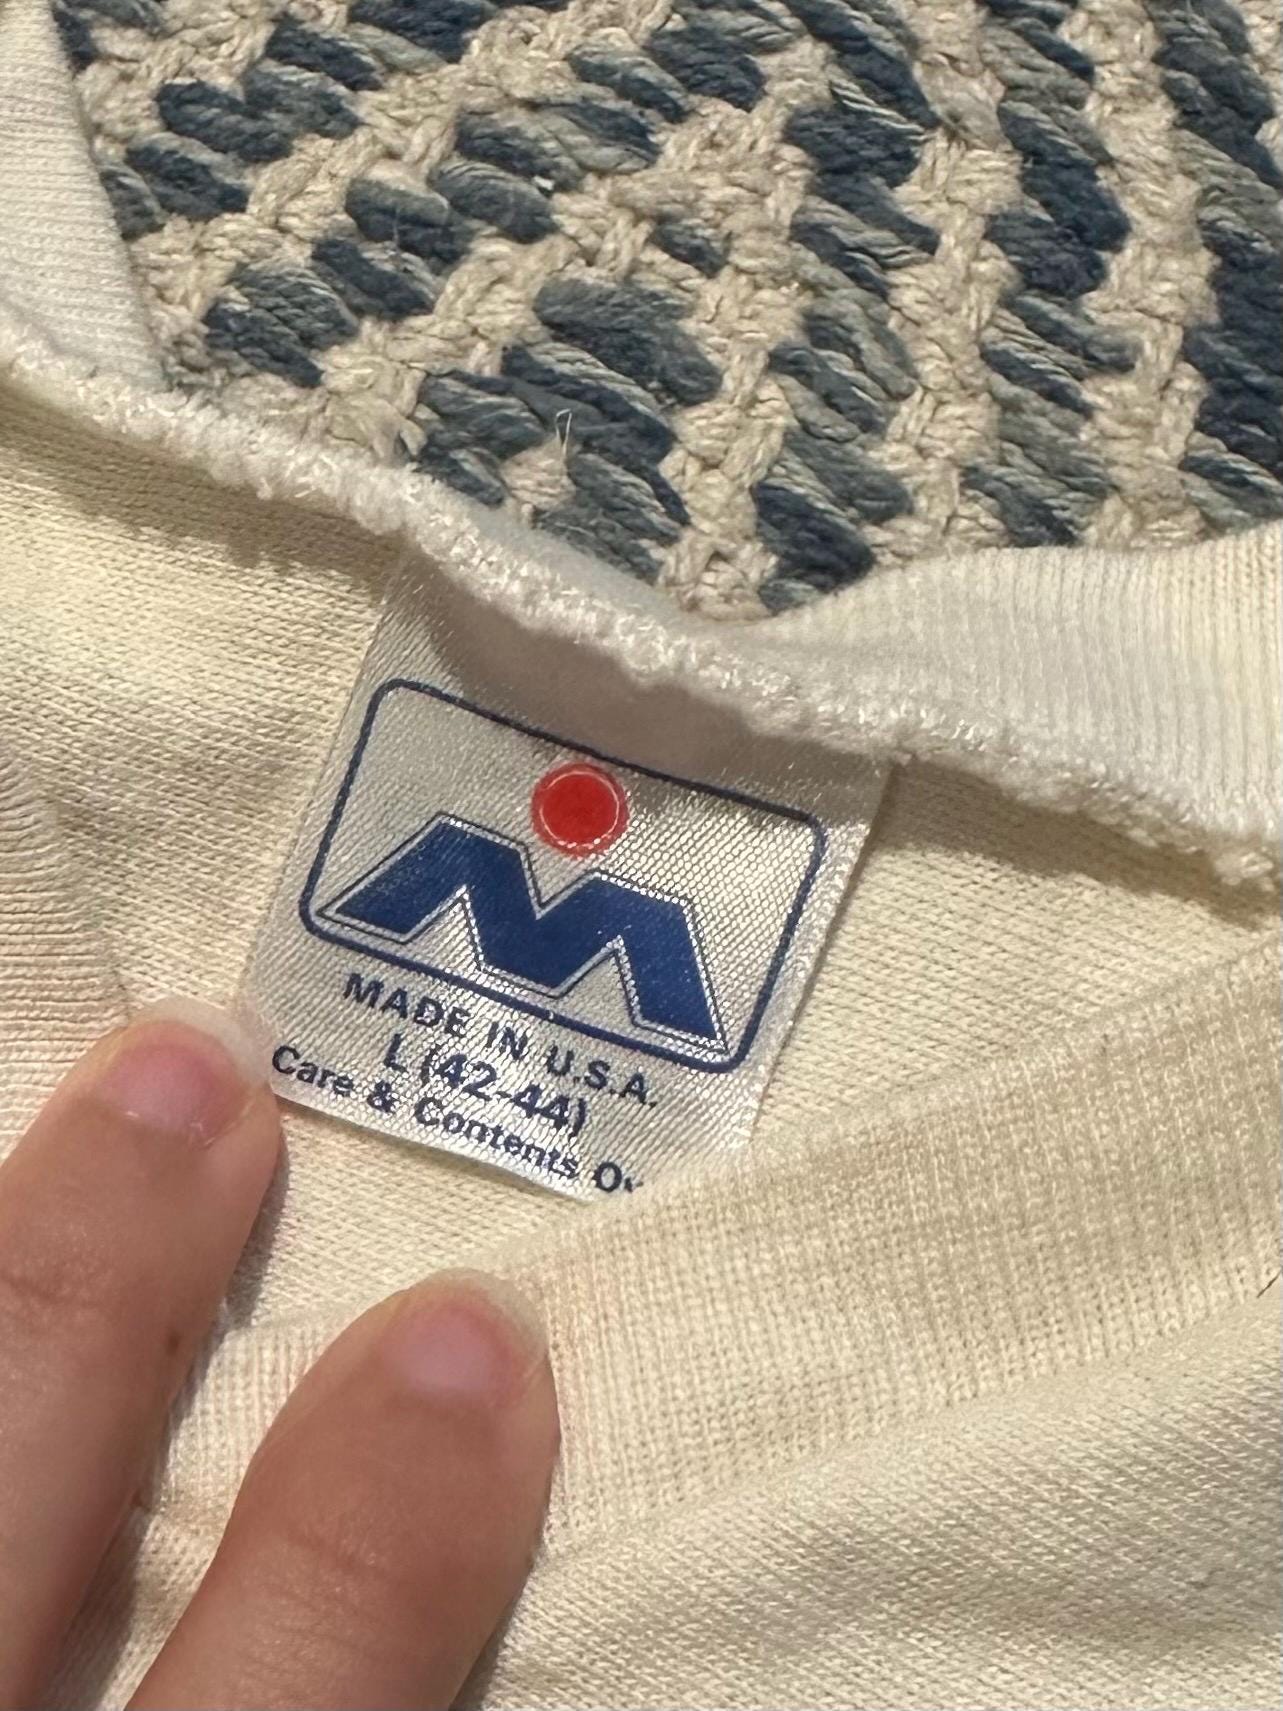 M
MADE IN U.S.A.
L (42-44)
Care & Contents